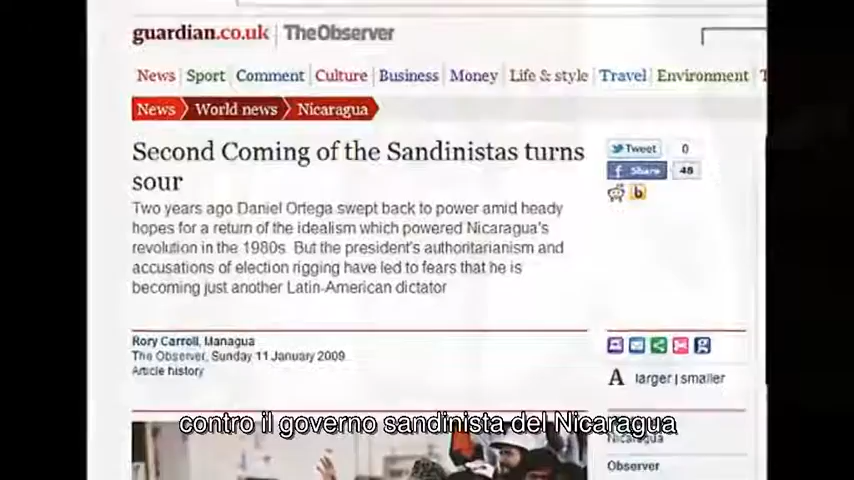 guardian.co.uk | TheObserver
News Sport Comment Culture Business Money Life & style Travel Environment
News World news Nicaragua
Second Coming of the Sandinistas turns
sour
Two years ago Daniel Ortega swept back to power amid heady
hopes for a return of the idealism which powered Nicaragua's
revolution in the 1980s. But the president's authoritarianism and
accusations of election rigging have led to fears that he is
becoming just another Latin-American dictator
Tweet 0
Share 48
Rory Carroll, Managua
The Observer, Sunday 11 January 2009
Article history
A larger | smaller
contro il governo sandinista del Nicaragua
Nicaragua
Observer